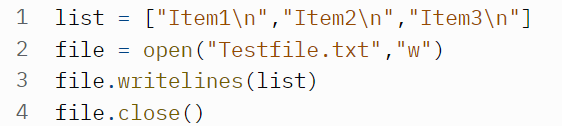 1 list = ["Item1\n","Item2\n","Item3\n"]
2 file = open("Testfile.txt","w")
3 file.writelines(list)
4 file.close()